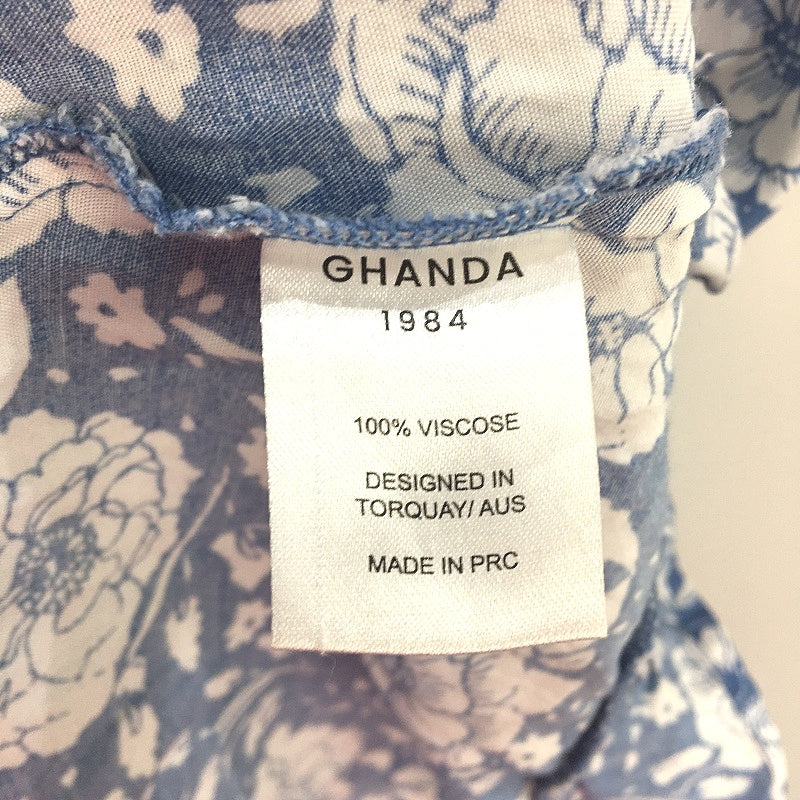 GHANDA
1984
100% VISCOSE
DESIGNED IN
TORQUAY/ AUS
MADE IN PRC